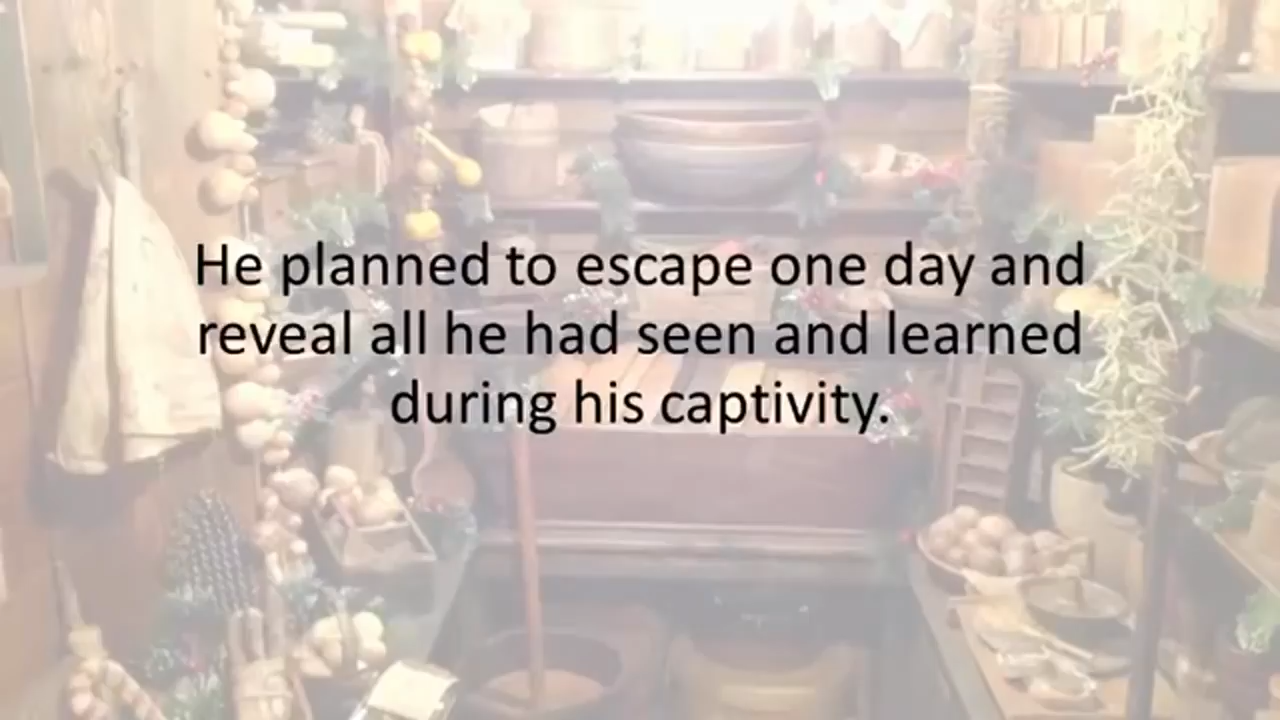 He planned to escape one day and
reveal all he had seen and learned
during his captivity.